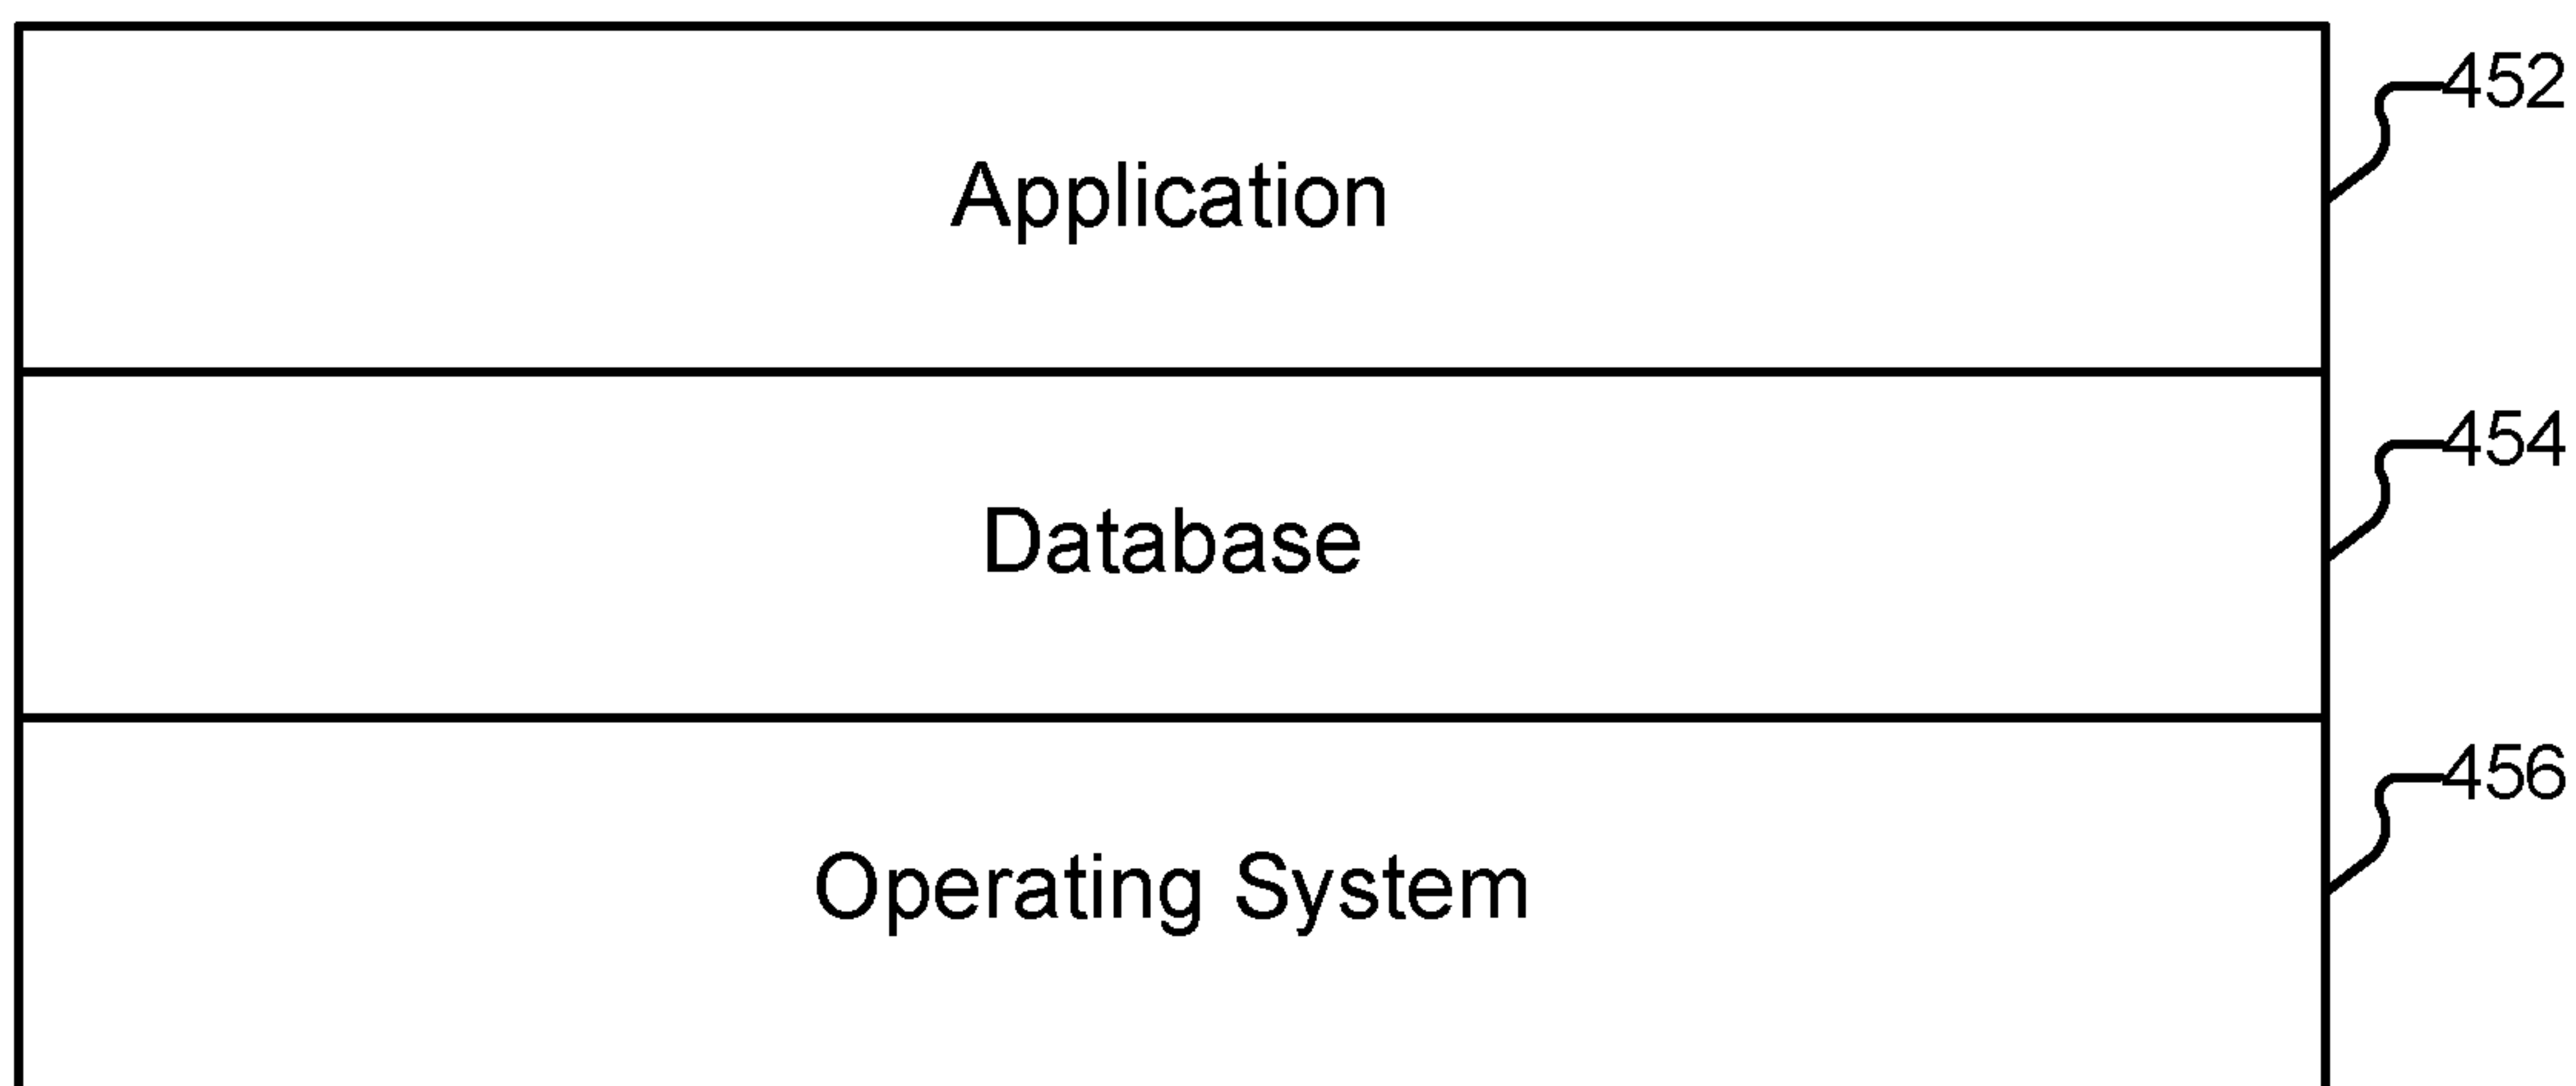 452
Application
454
Database
456
Operating System